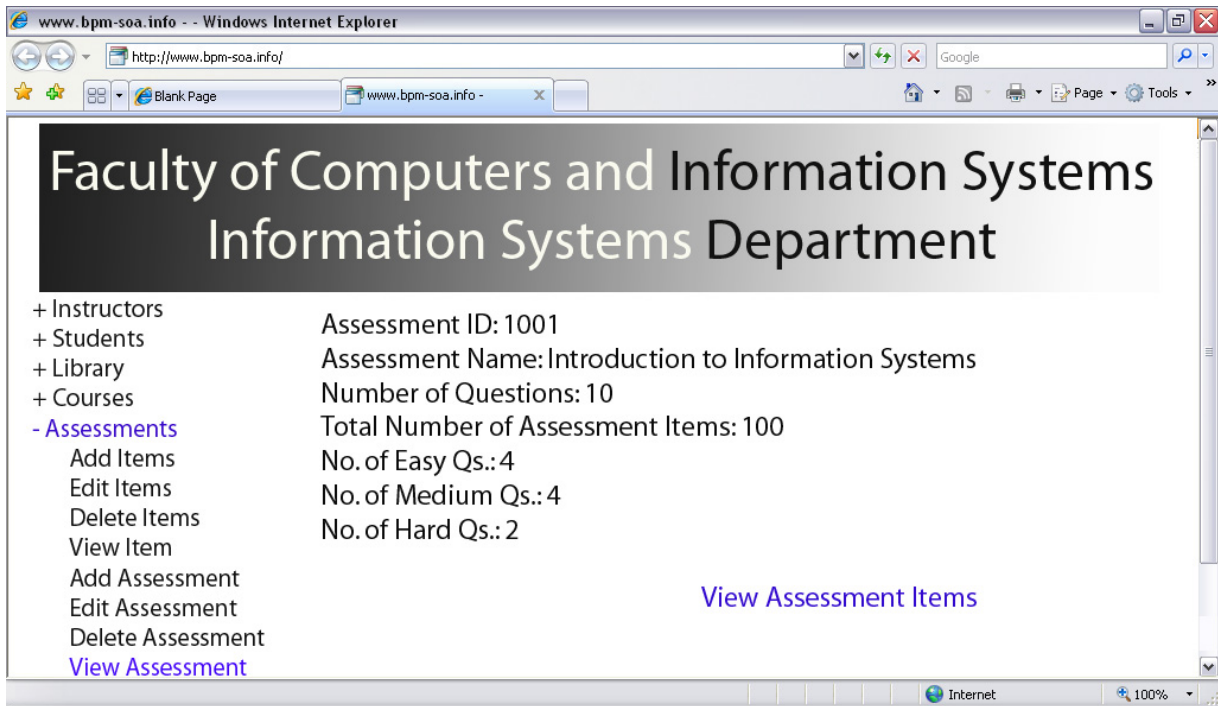 www.bpm-soa.info - - Windows Internet Explorer
http://www.bpm-soa.info/
Google
Blank Page
www.bpm-soa.info -
Page
Tools
Faculty of Computers and Information Systems
Information Systems Department
+ Instructors
+ Students
+ Library
+ Courses
- Assessments
Add Items
Edit Items
Delete Items
View Item
Add Assessment
Edit Assessment
Delete Assessment
View Assessment
Assessment ID: 1001
Assessment Name: Introduction to Information Systems
Number of Questions: 10
Total Number of Assessment Items: 100
No. of Easy Qs.: 4
No. of Medium Qs.: 4
No. of Hard Qs.: 2
View Assessment Items
Internet
100%